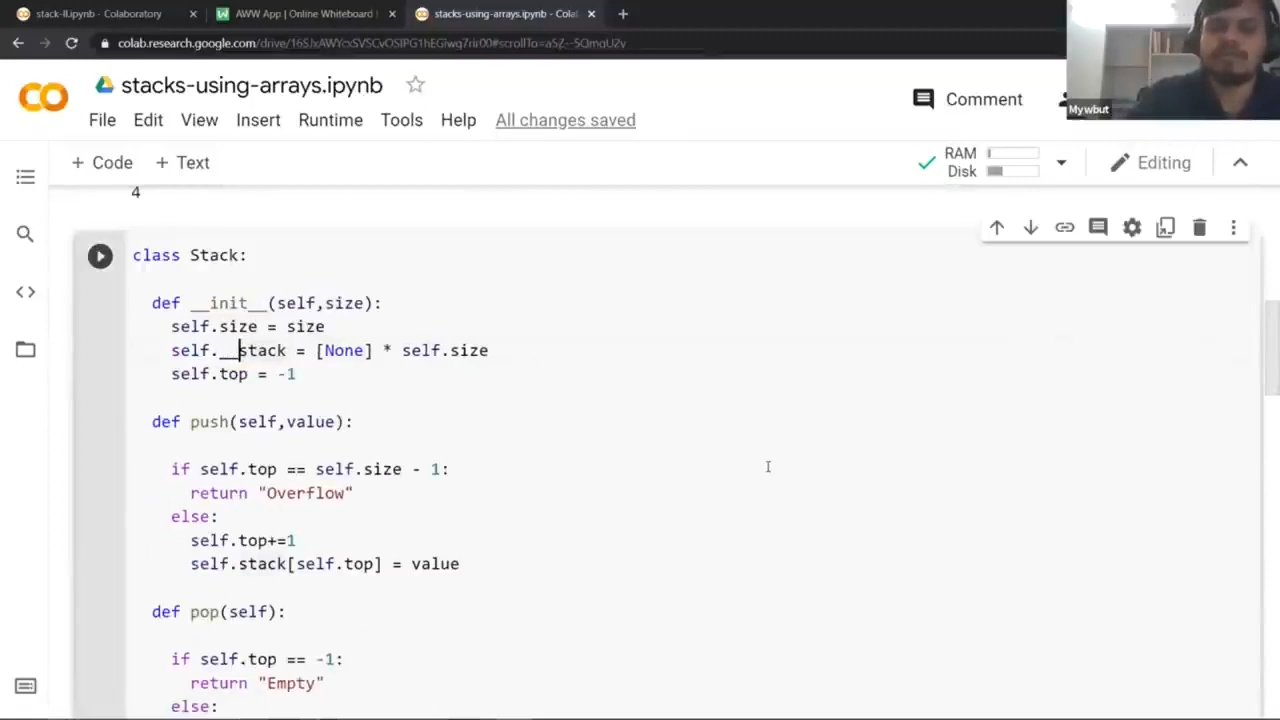 stack-ll.ipynb - Colaboratory
AWW App | Online Whiteboard
stacks-using-arrays.ipynb - Cola
Mywbut
stacks-using-arrays.ipynb
Comment
File Edit View Insert Runtime Tools Help All changes saved
+ Code + Text
RAM
Disk
Editing
4
class Stack:
def __init__(self,size):
self.size = size
self.__stack = [None] * self.size
self.top = -1
def push(self,value):
if self.top == self.size - 1:
return "Overflow"
else:
self.top+=1
self.stack[self.top] = value
def pop(self):
if self.top == -1:
return "Empty"
else: